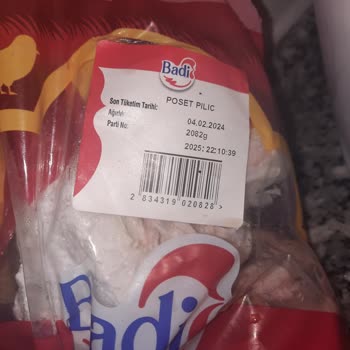 Badi
POSET PILIC
Son Tüketim Tarihi: 04.02.2024
Ağırlık 2082g
Parti No: 2025:22:10:39
2 834319 020828 >
Badi